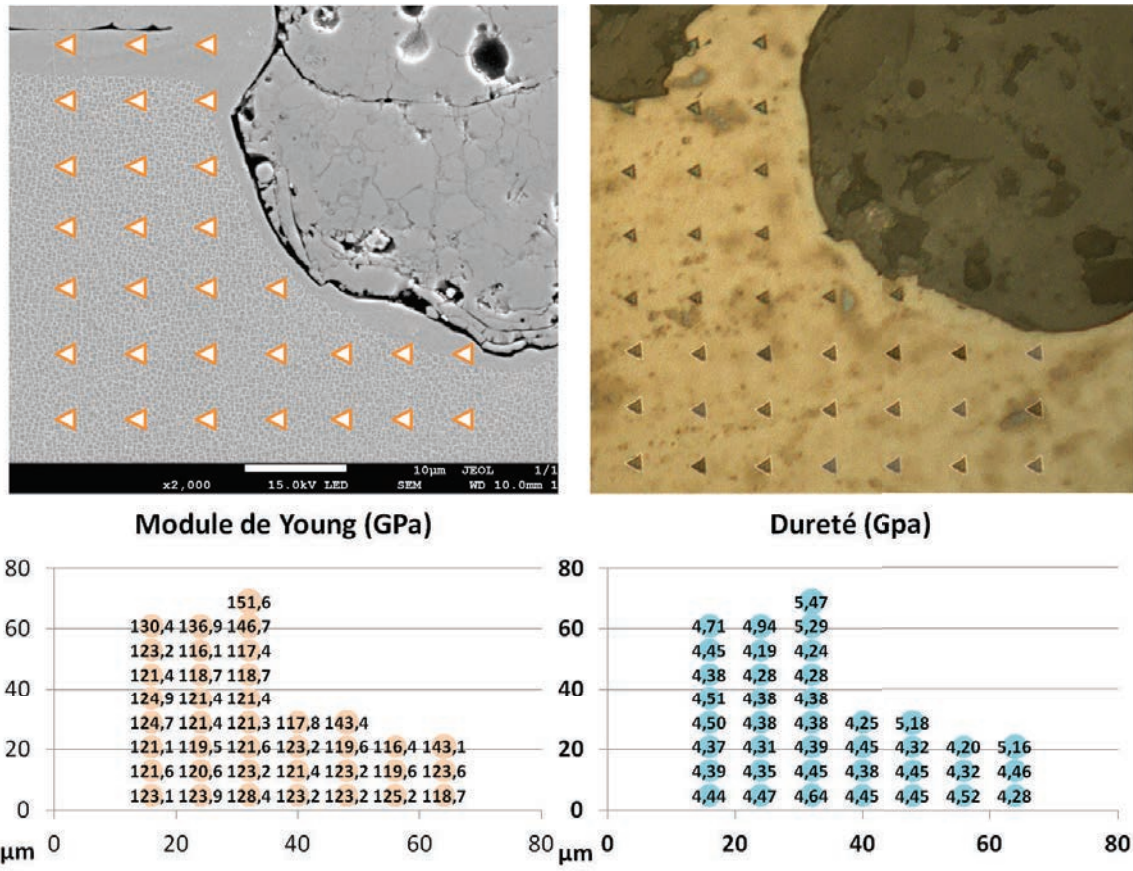 10µm JEOL 1/1
x2,000 15.0kV LED SEM WD 10.0mm 1
Module de Young (GPa)
80
60
40
20
0
151,6
130,4 136,9 146,7
123,2 116,1 117,4
121,4 118,7 118,7
124,9 121,4 121,4
124,7 121,4 121,3 117,8 143,4
121,1 119,5 121,6 123,2 119,6 116,4 143,1
121,6 120,6 123,2 121,4 123,2 119,6 123,6
123,1 123,9 128,4 123,2 123,2 125,2 118,7
µm 0 20 40 60 80
Dureté (Gpa)
80
60
40
20
0
5,47
4,71 4,94 5,29
4,45 4,19 4,24
4,38 4,28 4,28
4,51 4,38 4,38
4,50 4,38 4,38 4,25 5,18
4,37 4,31 4,39 4,45 4,32 4,20 5,16
4,39 4,35 4,45 4,38 4,45 4,32 4,46
4,44 4,47 4,64 4,45 4,45 4,52 4,28
µm 0 20 40 60 80